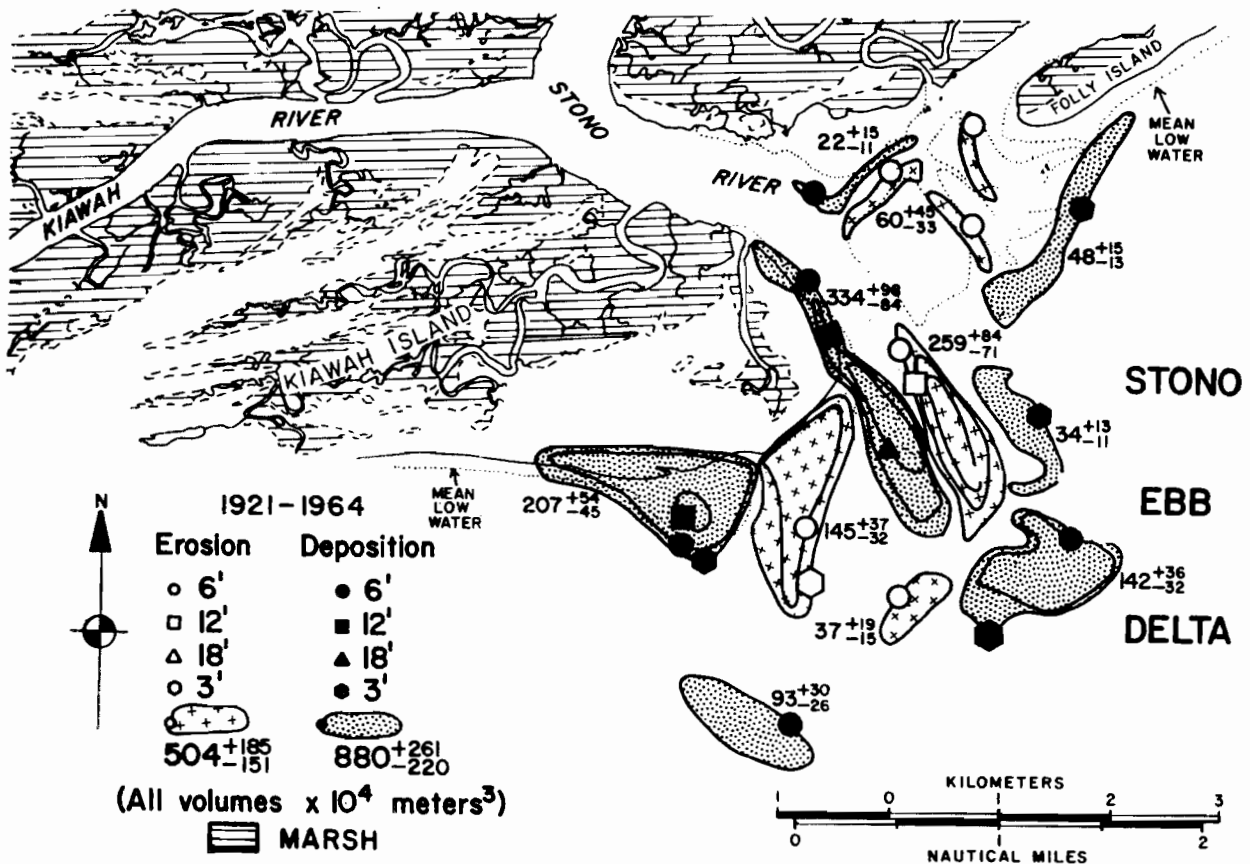 FOLLY ISLAND
MEAN
LOW
WATER
STONO
RIVER
RIVER
KIAWAH
22 +15 -11
60 +45 -33
48 +15 -13
334 +98 -84
259 +84 -71
KIAWAH ISLAND
STONO
34 +13 -11
EBB
207 +54 -45
MEAN
LOW
WATER
145 +37 -32
142 +36 -32
37 +19 -15
DELTA
93 +30 -26
N
1921-1964
Erosion Deposition
6' 6'
12' 12'
18' 18'
3' 3'
504 +185 -151 880 +261 -220
(All volumes x 10⁴ meters³)
MARSH
KILOMETERS
1 0 1 2 3
0 1 2
NAUTICAL MILES